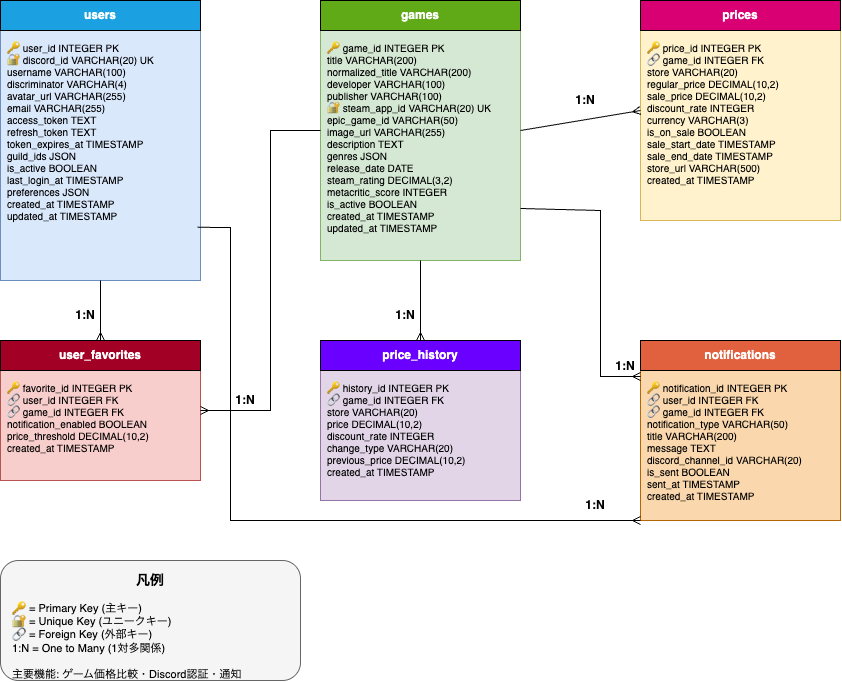 users
🔑 user_id INTEGER PK
🔐 discord_id VARCHAR(20) UK
username VARCHAR(100)
discriminator VARCHAR(4)
avatar_url VARCHAR(255)
email VARCHAR(255)
access_token TEXT
refresh_token TEXT
token_expires_at TIMESTAMP
guild_ids JSON
is_active BOOLEAN
last_login_at TIMESTAMP
preferences JSON
created_at TIMESTAMP
updated_at TIMESTAMP
games
🔑 game_id INTEGER PK
title VARCHAR(200)
normalized_title VARCHAR(200)
developer VARCHAR(100)
publisher VARCHAR(100)
🔐 steam_app_id VARCHAR(20) UK
epic_game_id VARCHAR(50)
image_url VARCHAR(255)
description TEXT
genres JSON
release_date DATE
steam_rating DECIMAL(3,2)
metacritic_score INTEGER
is_active BOOLEAN
created_at TIMESTAMP
updated_at TIMESTAMP
1:N
prices
🔑 price_id INTEGER PK
🔗 game_id INTEGER FK
store VARCHAR(20)
regular_price DECIMAL(10,2)
sale_price DECIMAL(10,2)
discount_rate INTEGER
currency VARCHAR(3)
is_on_sale BOOLEAN
sale_start_date TIMESTAMP
sale_end_date TIMESTAMP
store_url VARCHAR(500)
created_at TIMESTAMP
1:N
1:N
1:N
1:N
1:N
user_favorites
🔑 favorite_id INTEGER PK
🔗 user_id INTEGER FK
🔗 game_id INTEGER FK
notification_enabled BOOLEAN
price_threshold DECIMAL(10,2)
created_at TIMESTAMP
price_history
🔑 history_id INTEGER PK
🔗 game_id INTEGER FK
store VARCHAR(20)
price DECIMAL(10,2)
discount_rate INTEGER
change_type VARCHAR(20)
previous_price DECIMAL(10,2)
created_at TIMESTAMP
notifications
🔑 notification_id INTEGER PK
🔗 user_id INTEGER FK
🔗 game_id INTEGER FK
notification_type VARCHAR(50)
title VARCHAR(200)
message TEXT
discord_channel_id VARCHAR(20)
is_sent BOOLEAN
sent_at TIMESTAMP
created_at TIMESTAMP
凡例
🔑 = Primary Key (主キー)
🔐 = Unique Key (ユニークキー)
🔗 = Foreign Key (外部キー)
1:N = One to Many (1対多関係)
主要機能: ゲーム価格比較・Discord認証・通知